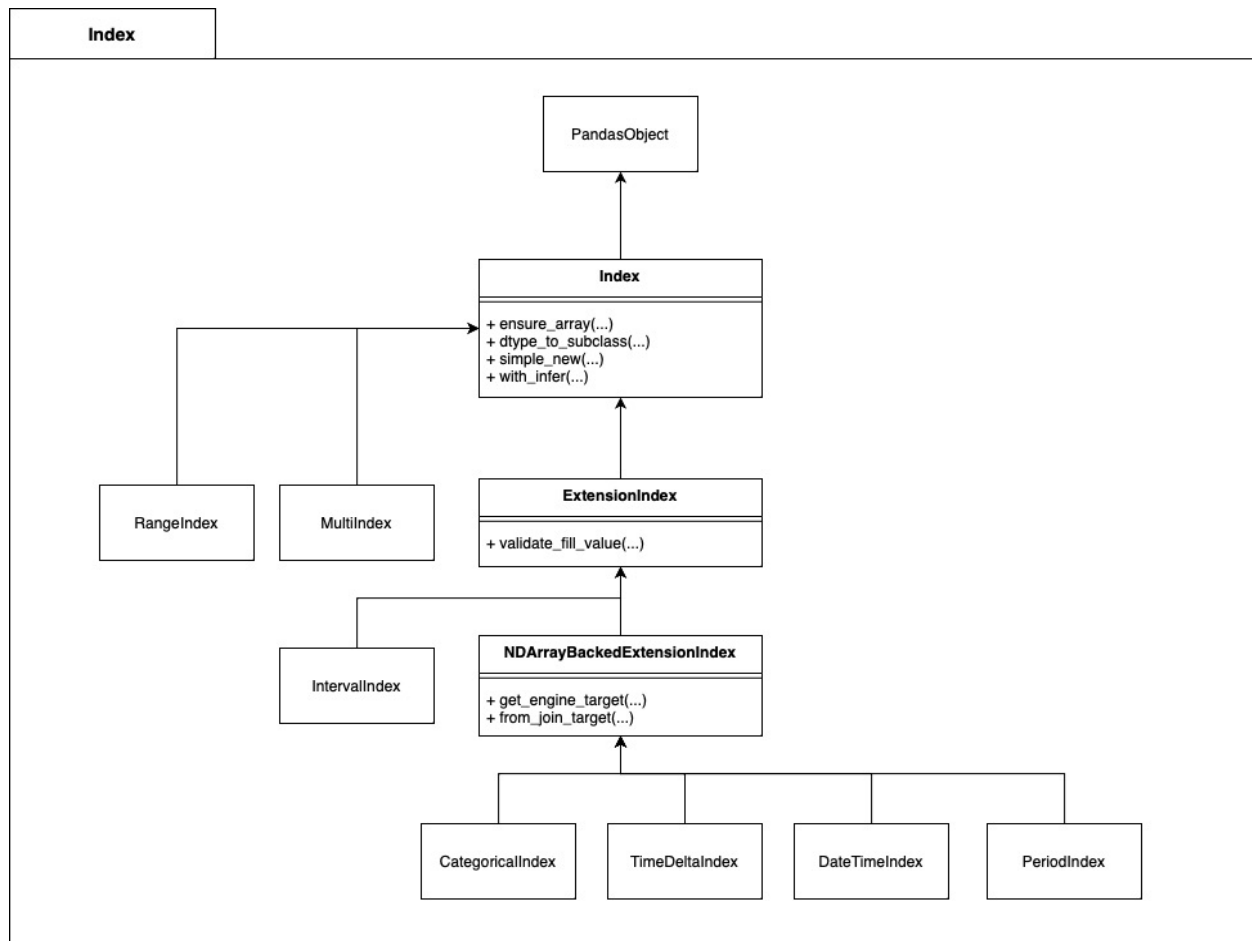 Index
PandasObject
Index
+ ensure_array(...)
+ dtype_to_subclass(...)
+ simple_new(...)
+ with_infer(...)
RangeIndex
MultiIndex
ExtensionIndex
+ validate_fill_value(...)
IntervalIndex
NDArrayBackedExtensionIndex
+ get_engine_target(...)
+ from_join_target(...)
CategoricalIndex
TimeDeltaIndex
DateTimeIndex
PeriodIndex